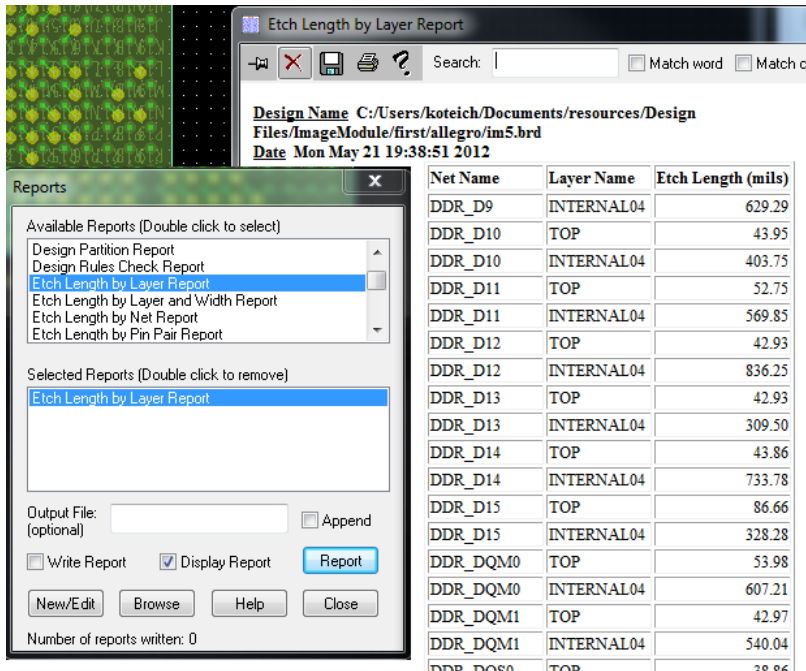 Etch Length by Layer Report
Search:
Match word
Match c
Design Name C:/Users/koteich/Documents/resources/Design
Files/ImageModule/first/allegro/im5.brd
Date Mon May 21 19:38:51 2012
Reports
Available Reports (Double click to select)
Design Partition Report
Design Rules Check Report
Etch Length by Layer Report
Etch Length by Layer and Width Report
Etch Length by Net Report
Etch Length by Pin Pair Report
Selected Reports (Double click to remove)
Etch Length by Layer Report
Output File:
(optional)
Append
Write Report
Display Report
Report
New/Edit
Browse
Help
Close
Number of reports written: 0
Net Name Layer Name Etch Length (mils)
DDR_D9 INTERNAL04 629.29
DDR_D10 TOP 43.95
DDR_D10 INTERNAL04 403.75
DDR_D11 TOP 52.75
DDR_D11 INTERNAL04 569.85
DDR_D12 TOP 42.93
DDR_D12 INTERNAL04 836.25
DDR_D13 TOP 42.93
DDR_D13 INTERNAL04 309.50
DDR_D14 TOP 43.86
DDR_D14 INTERNAL04 733.78
DDR_D15 TOP 86.66
DDR_D15 INTERNAL04 328.28
DDR_DQM0 TOP 53.98
DDR_DQM0 INTERNAL04 607.21
DDR_DQM1 TOP 42.97
DDR_DQM1 INTERNAL04 540.04
DDR_DQS0 TOP 38.86